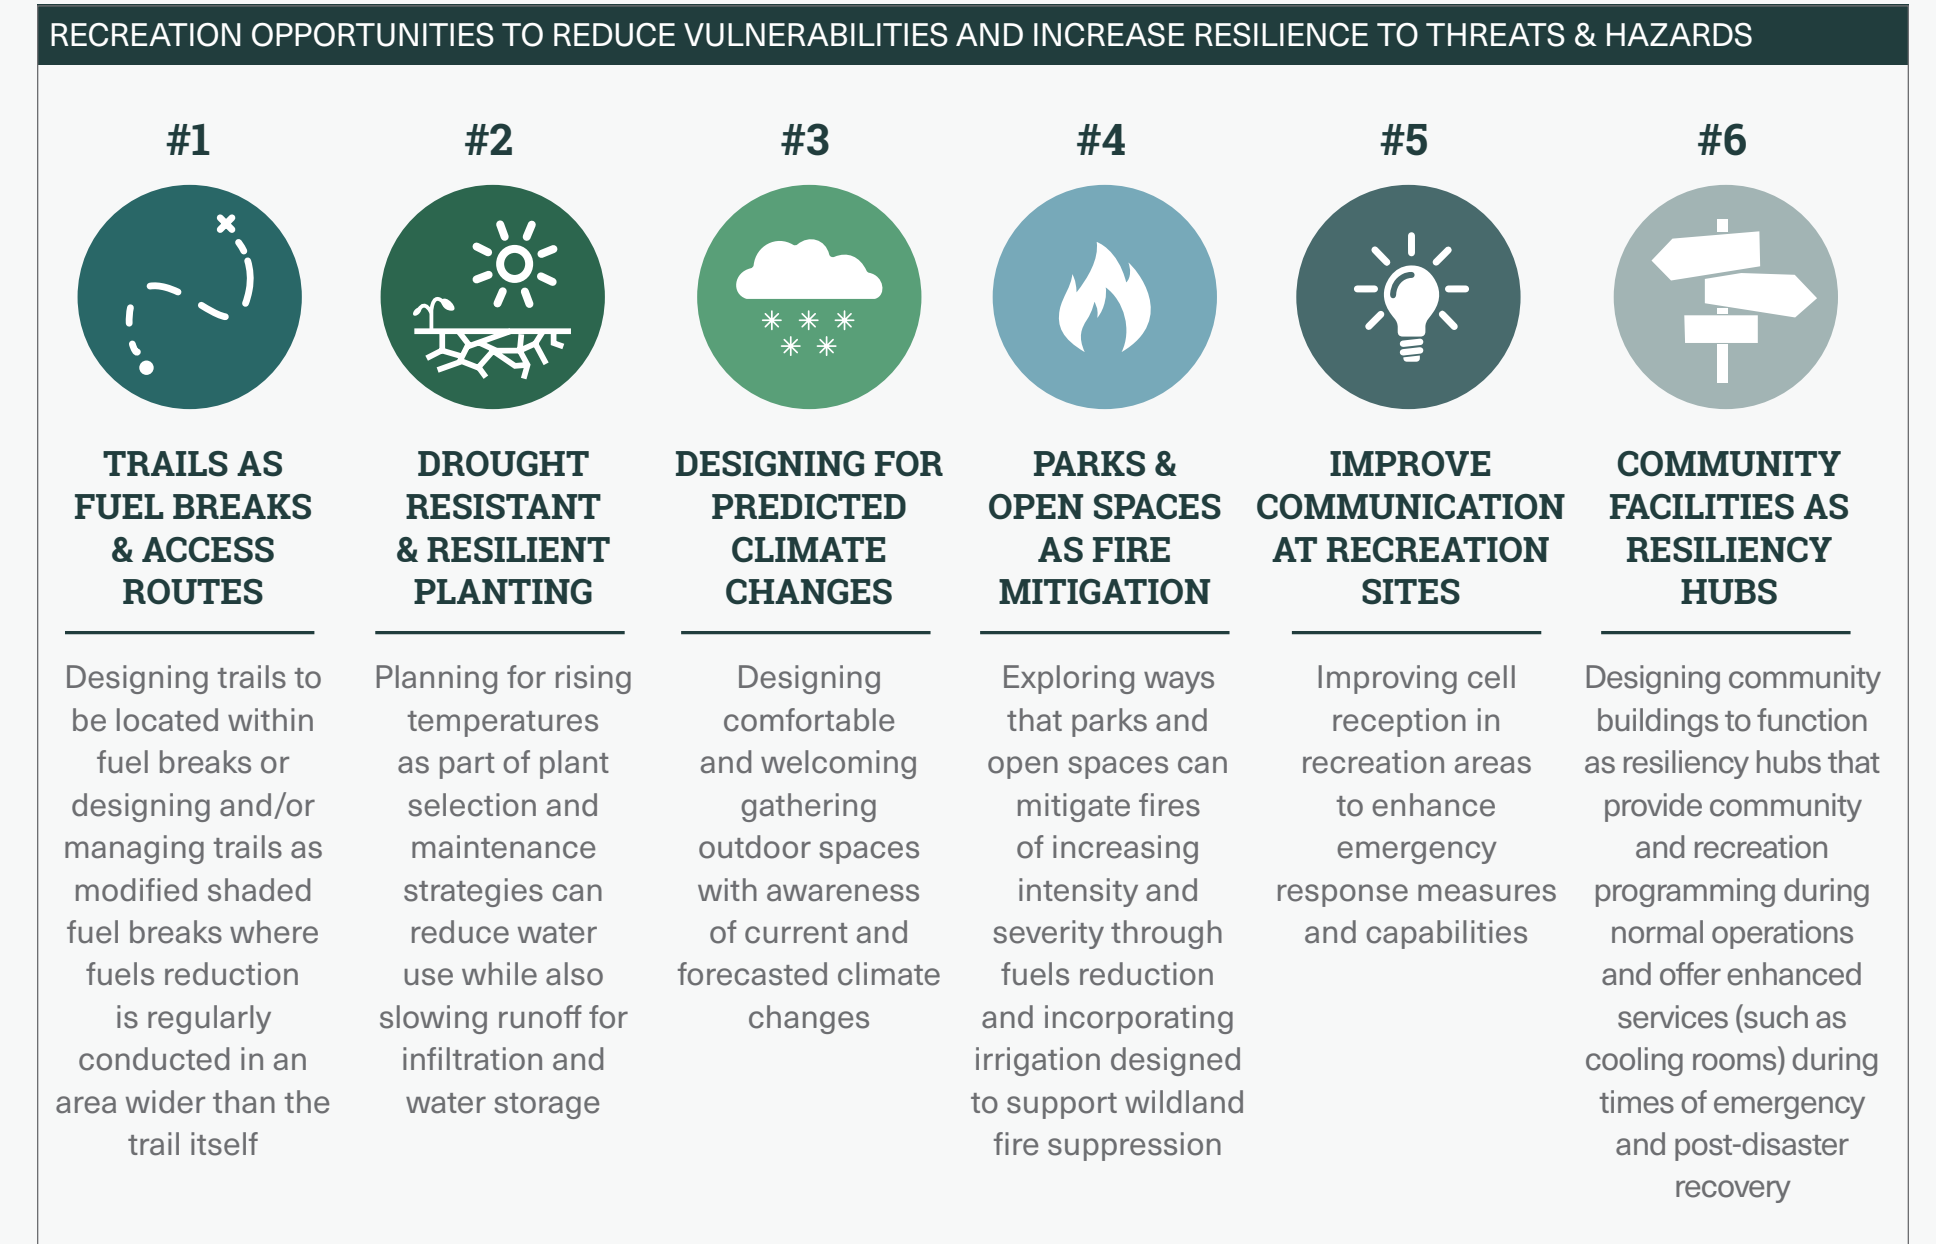 RECREATION OPPORTUNITIES TO REDUCE VULNERABILITIES AND INCREASE RESILIENCE TO THREATS & HAZARDS
#1
TRAILS AS
FUEL BREAKS
& ACCESS
ROUTES
Designing trails to
be located within
fuel breaks or
designing and/or
managing trails as
modified shaded
fuel breaks where
fuels reduction
is regularly
conducted in an
area wider than the
trail itself
#2
DROUGHT
RESISTANT
& RESILIENT
PLANTING
Planning for rising
temperatures
as part of plant
selection and
maintenance
strategies can
reduce water
use while also
slowing runoff for
infiltration and
water storage
#3
DESIGNING FOR
PREDICTED
CLIMATE
CHANGES
Designing
comfortable
and welcoming
gathering
outdoor spaces
with awareness
of current and
forecasted climate
changes
#4
PARKS &
OPEN SPACES
AS FIRE
MITIGATION
Exploring ways
that parks and
open spaces can
mitigate fires
of increasing
intensity and
severity through
fuels reduction
and incorporating
irrigation designed
to support wildland
fire suppression
#5
IMPROVE
COMMUNICATION
AT RECREATION
SITES
Improving cell
reception in
recreation areas
to enhance
emergency
response measures
and capabilities
#6
COMMUNITY
FACILITIES AS
RESILIENCY
HUBS
Designing community
buildings to function
as resiliency hubs that
provide community
and recreation
programming during
normal operations
and offer enhanced
services (such as
cooling rooms) during
times of emergency
and post-disaster
recovery